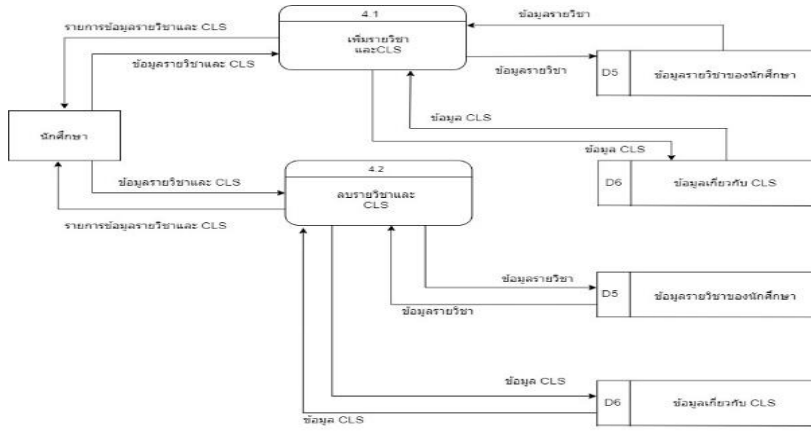 4.1
ข้อมูลรายวิชา
รายการข้อมูลรายวิชาและ CLS
เพิ่มรายวิชา
และCLS
ข้อมูลรายวิชาและ CLS
ข้อมูลรายวิชา
D5
ข้อมูลรายวิชาของนักศึกษา
ข้อมูล CLS
นักศึกษา
ข้อมูล CLS
4.2
ข้อมูลรายวิชาและ CLS
D6
ข้อมูลเกี่ยวกับ CLS
ลบรายวิชาและ
CLS
รายการข้อมูลรายวิชาและ CLS
ข้อมูลรายวิชา
D5
ข้อมูลรายวิชาของนักศึกษา
ข้อมูลรายวิชา
ข้อมูล CLS
D6
ข้อมูลเกี่ยวกับ CLS
ข้อมูล CLS